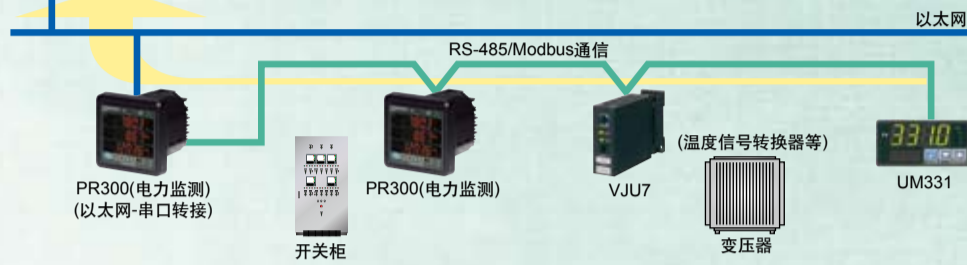 以太网
RS-485/Modbus通信
PR300(电力监测)
(以太网-串口转接)
开关柜
PR300(电力监测)
VJU7
(温度信号转换器等)
变压器
3310
UM331